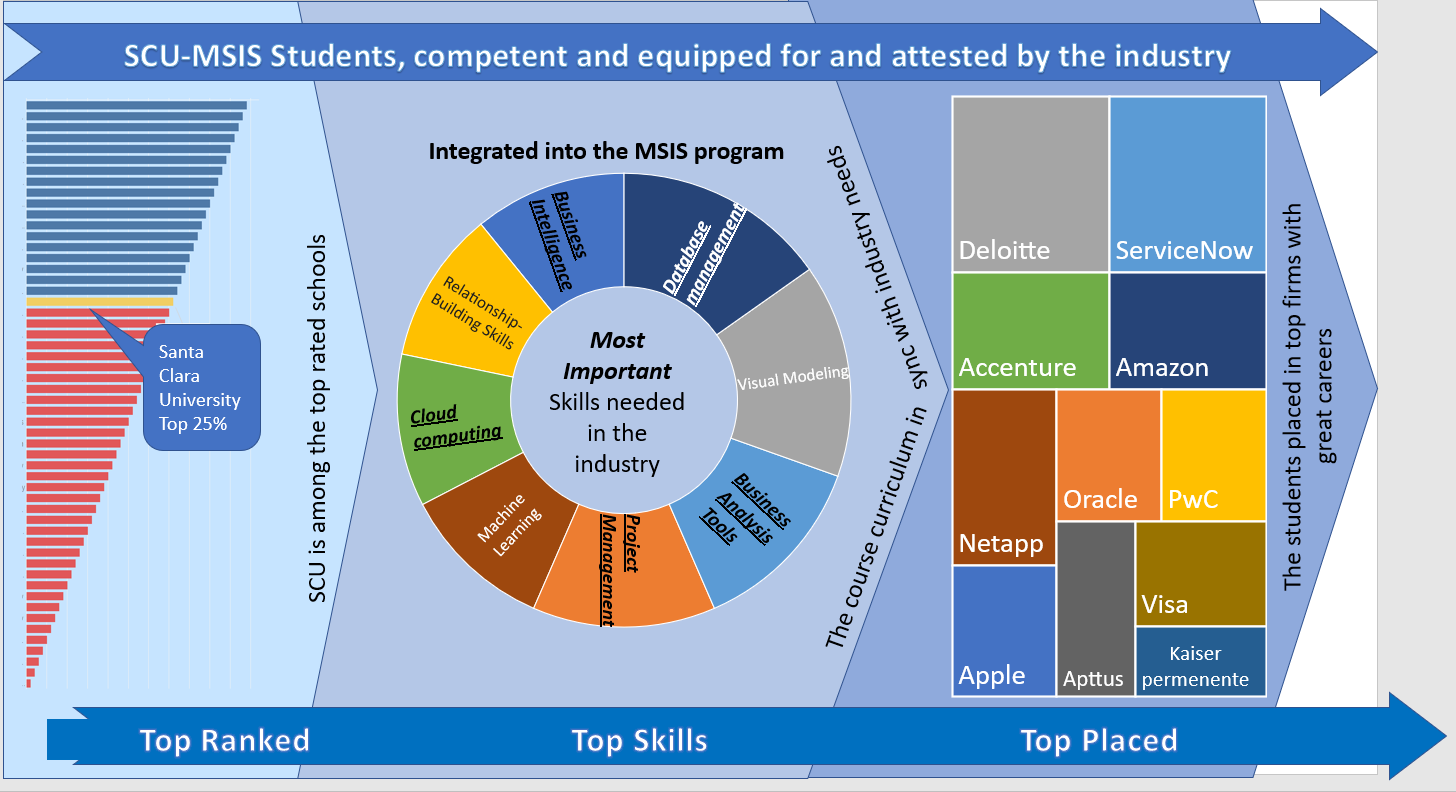 SCU-MSIS Students, competent and equipped for and attested by the industry
Santa
Clara
University
Top 25%
SCU is among the top rated schools
Integrated into the MSIS program
Business
Intelligence
Database
management
Relationship-
Building Skills
Visual Modeling
Cloud
computing
Business
Analysis
Tools
Machine
Learning
Project
Management
Most
Important
Skills needed
in the
industry
The course curriculum in
sync with industry needs
Deloitte
ServiceNow
Accenture
Amazon
Netapp
Oracle
PwC
Apple
Apttus
Visa
Kaiser
permenente
The students placed in top firms with
great careers
Top Ranked
Top Skills
Top Placed